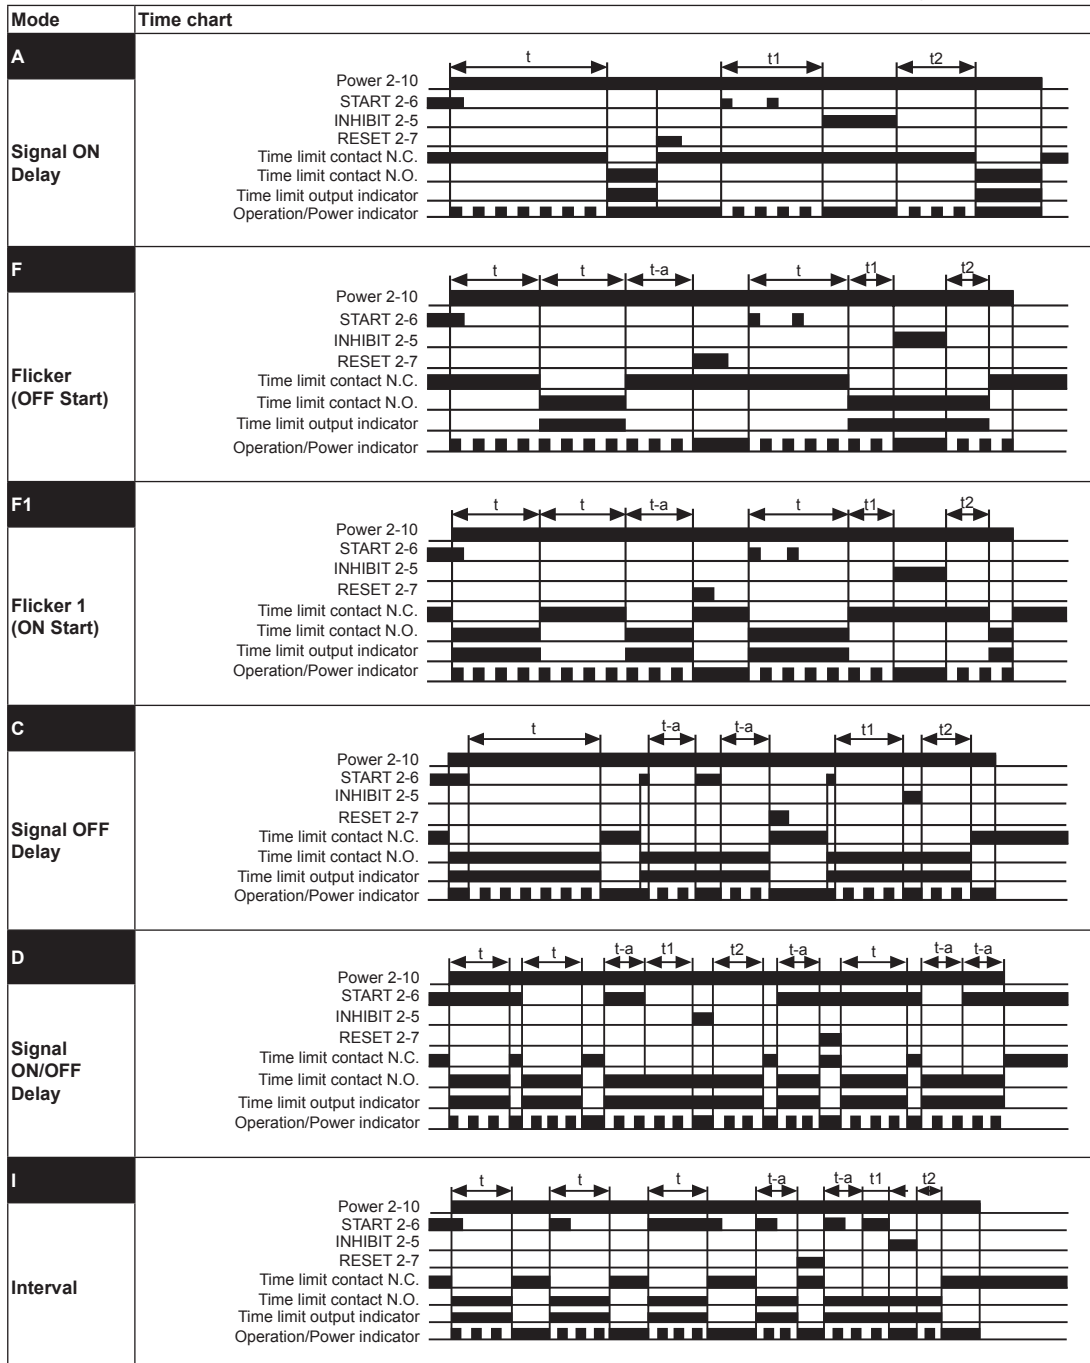 Mode Time chart
A
Signal ON
Delay
t t1 t2
Power 2-10
START 2-6
INHIBIT 2-5
RESET 2-7
Time limit contact N.C.
Time limit contact N.O.
Time limit output indicator
Operation/Power indicator
F
Flicker
(OFF Start)
t t t-a t t1 t2
Power 2-10
START 2-6
INHIBIT 2-5
RESET 2-7
Time limit contact N.C.
Time limit contact N.O.
Time limit output indicator
Operation/Power indicator
F1
Flicker 1
(ON Start)
t t t-a t t1 t2
Power 2-10
START 2-6
INHIBIT 2-5
RESET 2-7
Time limit contact N.C.
Time limit contact N.O.
Time limit output indicator
Operation/Power indicator
C
Signal OFF
Delay
t t-a t-a t1 t2
Power 2-10
START 2-6
INHIBIT 2-5
RESET 2-7
Time limit contact N.C.
Time limit contact N.O.
Time limit output indicator
Operation/Power indicator
D
Signal
ON/OFF
Delay
t t t-a t1 t2 t-a t t-a t-a
Power 2-10
START 2-6
INHIBIT 2-5
RESET 2-7
Time limit contact N.C.
Time limit contact N.O.
Time limit output indicator
Operation/Power indicator
I
Interval
t t t t-a t-a t1 t2
Power 2-10
START 2-6
INHIBIT 2-5
RESET 2-7
Time limit contact N.C.
Time limit contact N.O.
Time limit output indicator
Operation/Power indicator